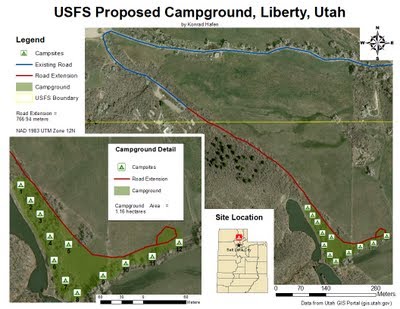 USFS Proposed Campground, Liberty, Utah
by Konrad Hafen
Legend
Campsites
Existing Road
Road Extension
Campground
USFS Boundary
Road Extension =
766.94 meters
NAD 1983 UTM Zone 12N
Campground Detail
Campsites
Road Extension
Campground
Campground Area =
1.16 hectares
Site Location
Salt Lake City
0 70 140 210 280
Meters
Data from Utah GIS Portal (gis.utah.gov)